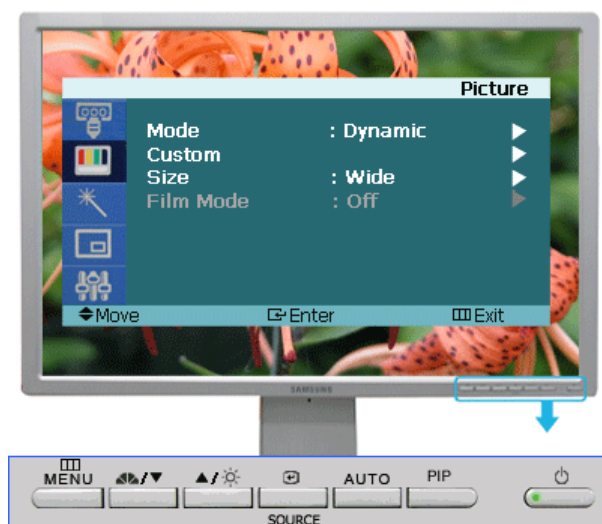 Picture
Mode : Dynamic
Custom
Size : Wide
Film Mode : Off
Move Enter Exit
SAMSUNG
MENU AUTO PIP
SOURCE